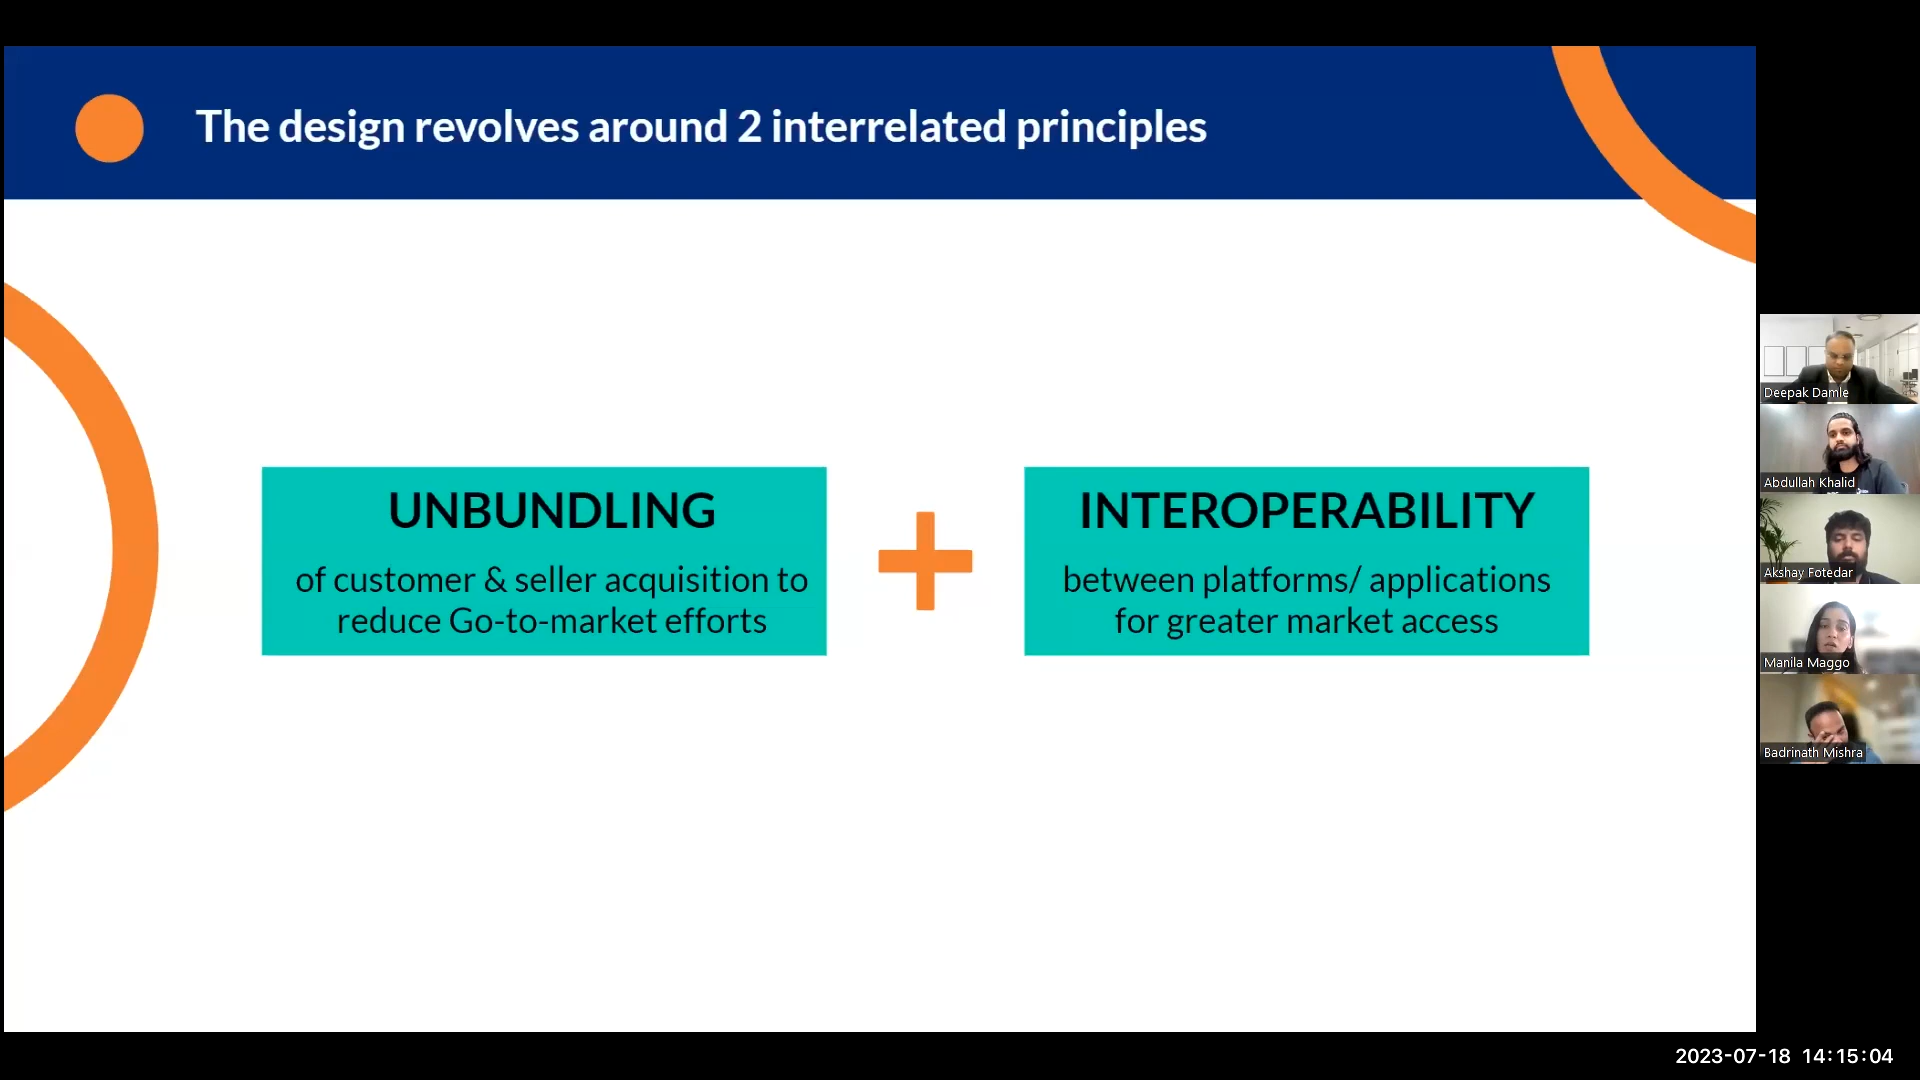 The design revolves around 2 interrelated principles
UNBUNDLING
of customer & seller acquisition to
reduce Go-to-market efforts
INTEROPERABILITY
between platforms/ applications
for greater market access
Deepak Damle
Abdullah Khalid
Akshay Fotedar
Manila Maggo
Badrinath Mishra
2023-07-18 14:15:04